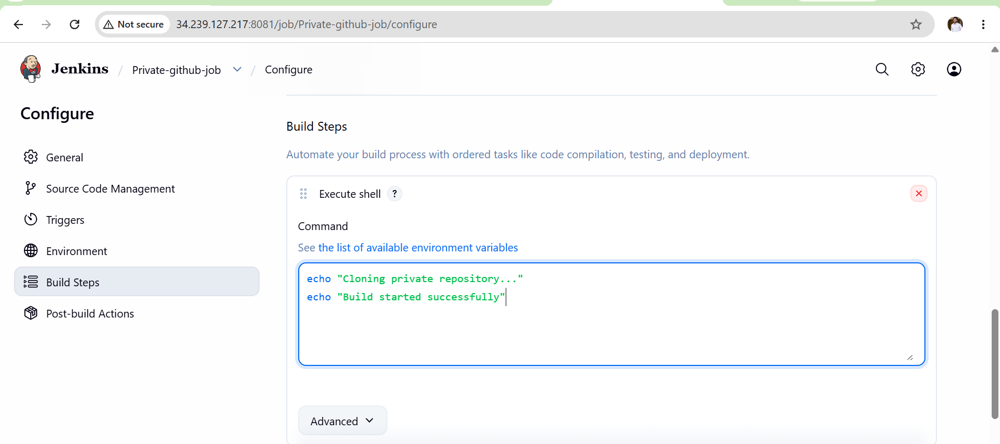 Not secure
34.239.127.217:8081/job/Private-github-job/configure
Jenkins / Private-github-job / Configure
Configure
General
Source Code Management
Triggers
Environment
Build Steps
Post-build Actions
Build Steps
Automate your build process with ordered tasks like code compilation, testing, and deployment.
Execute shell ?
Command
See the list of available environment variables
echo "Cloning private repository..."
echo "Build started successfully"
Advanced